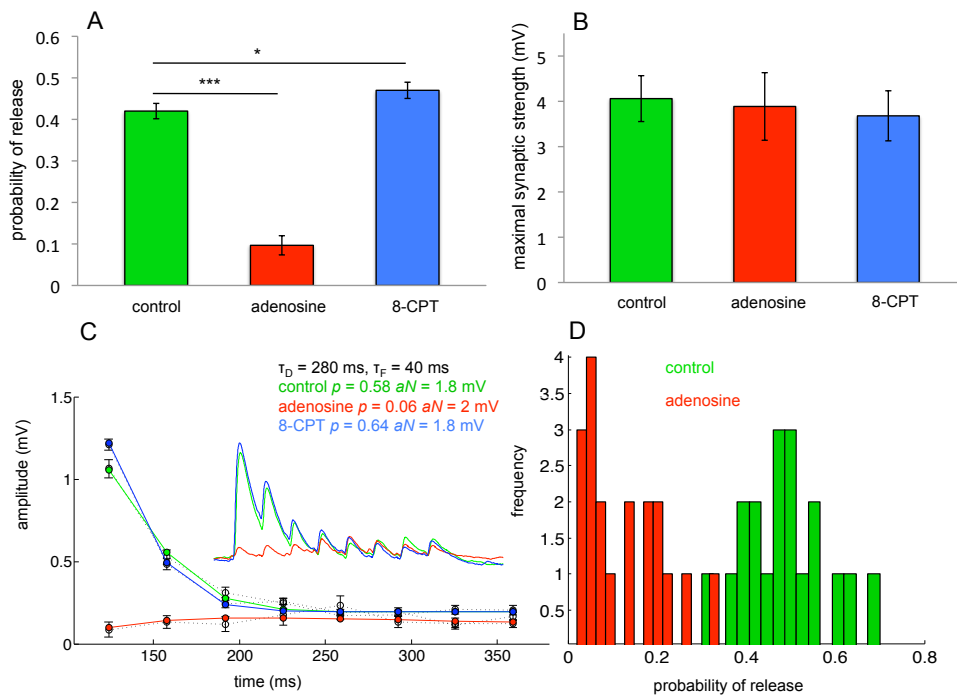 A
probability of release
0.6
0.5
0.4
0.3
0.2
0.1
0
*
***
control
adenosine
8-CPT
B
maximal synaptic strength (mV)
6
5
4
3
2
1
0
control
adenosine
8-CPT
C
τD = 280 ms, τF = 40 ms
control p = 0.58 aN = 1.8 mV
adenosine p = 0.06 aN = 2 mV
8-CPT p = 0.64 aN = 1.8 mV
amplitude (mV)
1.5
1
0.5
0
150
200
250
300
350
time (ms)
D
control
adenosine
frequency
4
3.5
3
2.5
2
1.5
1
0.5
0
0.2
0.4
0.6
0.8
probability of release